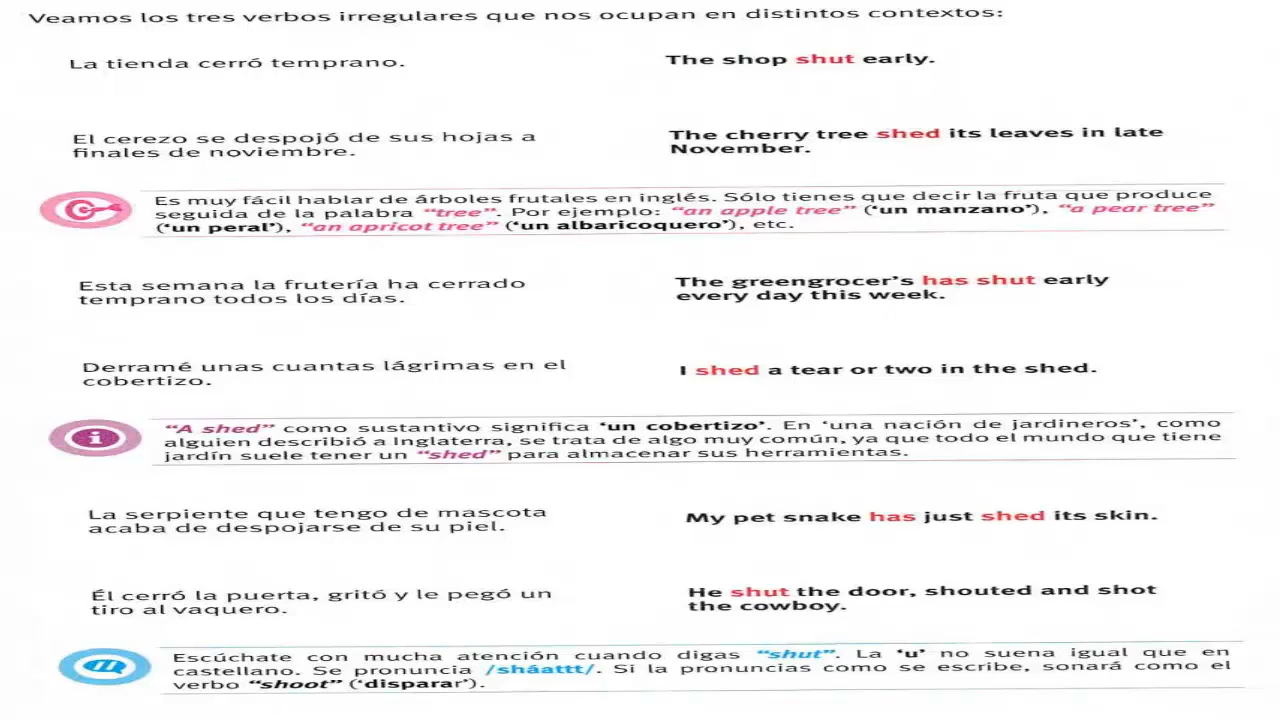 Veamos los tres verbos irregulares que nos ocupan en distintos contextos:
La tienda cerró temprano.
The shop shut early.
El cerezo se despojó de sus hojas a
finales de noviembre.
The cherry tree shed its leaves in late
November.
Es muy fácil hablar de árboles frutales en inglés. Sólo tienes que decir la fruta que produce
seguida de la palabra “tree”. Por ejemplo: “an apple tree” (‘un manzano’), “a pear tree”
(‘un peral’), “an apricot tree” (‘un albaricoquero’), etc.
Esta semana la frutería ha cerrado
temprano todos los días.
The greengrocer’s has shut early
every day this week.
Derramé unas cuantas lágrimas en el
cobertizo.
I shed a tear or two in the shed.
“A shed” como sustantivo significa ‘un cobertizo’. En ‘una nación de jardineros’, como
alguien describió a Inglaterra, se trata de algo muy común, ya que todo el mundo que tiene
jardín suele tener un “shed” para almacenar sus herramientas.
La serpiente que tengo de mascota
acaba de despojarse de su piel.
My pet snake has just shed its skin.
Él cerró la puerta, gritó y le pegó un
tiro al vaquero.
He shut the door, shouted and shot
the cowboy.
Escúchate con mucha atención cuando digas “shut”. La ‘u’ no suena igual que en
castellano. Se pronuncia /sháattt/. Si la pronuncias como se escribe, sonará como el
verbo “shoot” (‘disparar’).